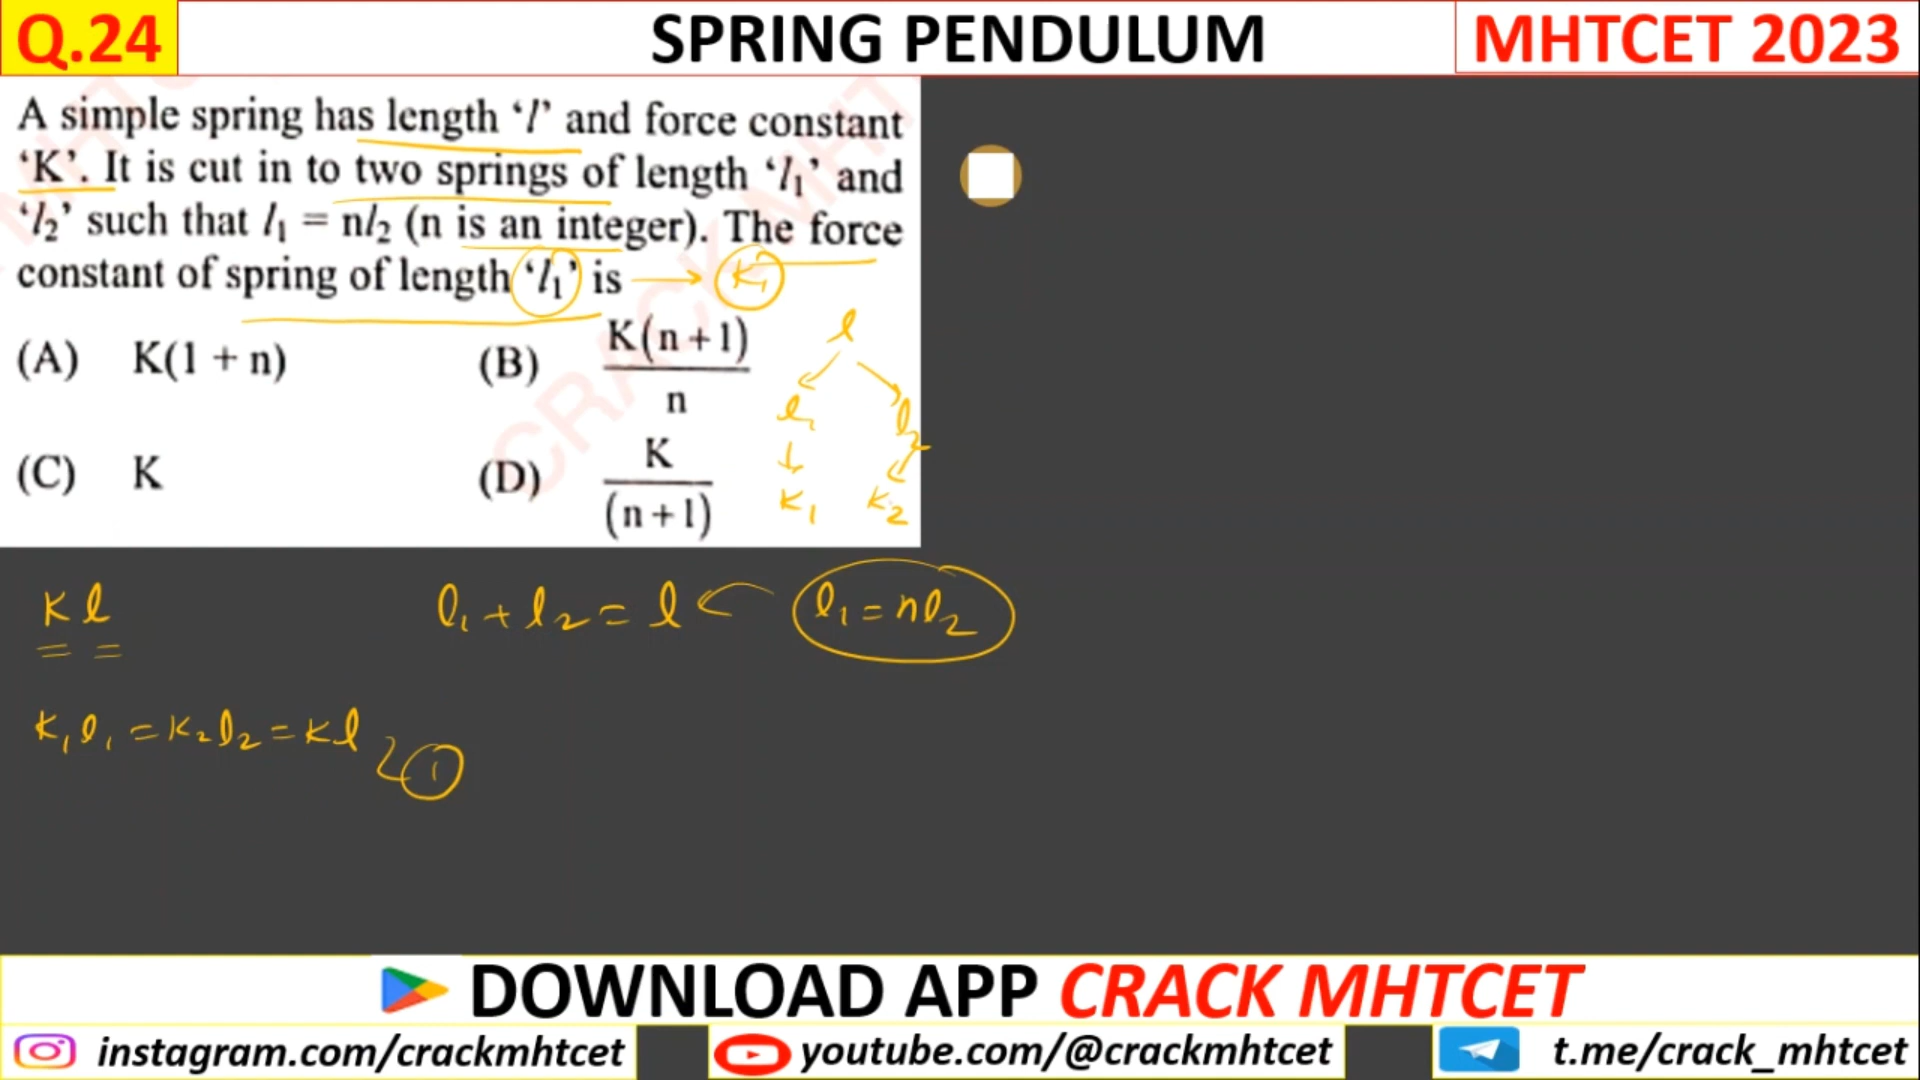 Q.24
SPRING PENDULUM
MHTCET 2023
A simple spring has length ‘l’ and force constant
‘K’. It is cut in to two springs of length ‘l₁’ and
‘l₂’ such that l₁ = nl₂ (n is an integer). The force
constant of spring of length ‘l₁’ is → K₁
(A) K(1 + n)
(B) K(n + 1)
n
(C) K
(D) K
(n + 1)
l
l₁ l₂
K₁ K₂
Kl
l₁ + l₂ = l
l₁ = nl₂
K₁l₁ = K₂l₂ = Kl
1
CRACK MHT
DOWNLOAD APP CRACK MHTCET
instagram.com/crackmhtcet
youtube.com/@crackmhtcet
t.me/crack_mhtcet